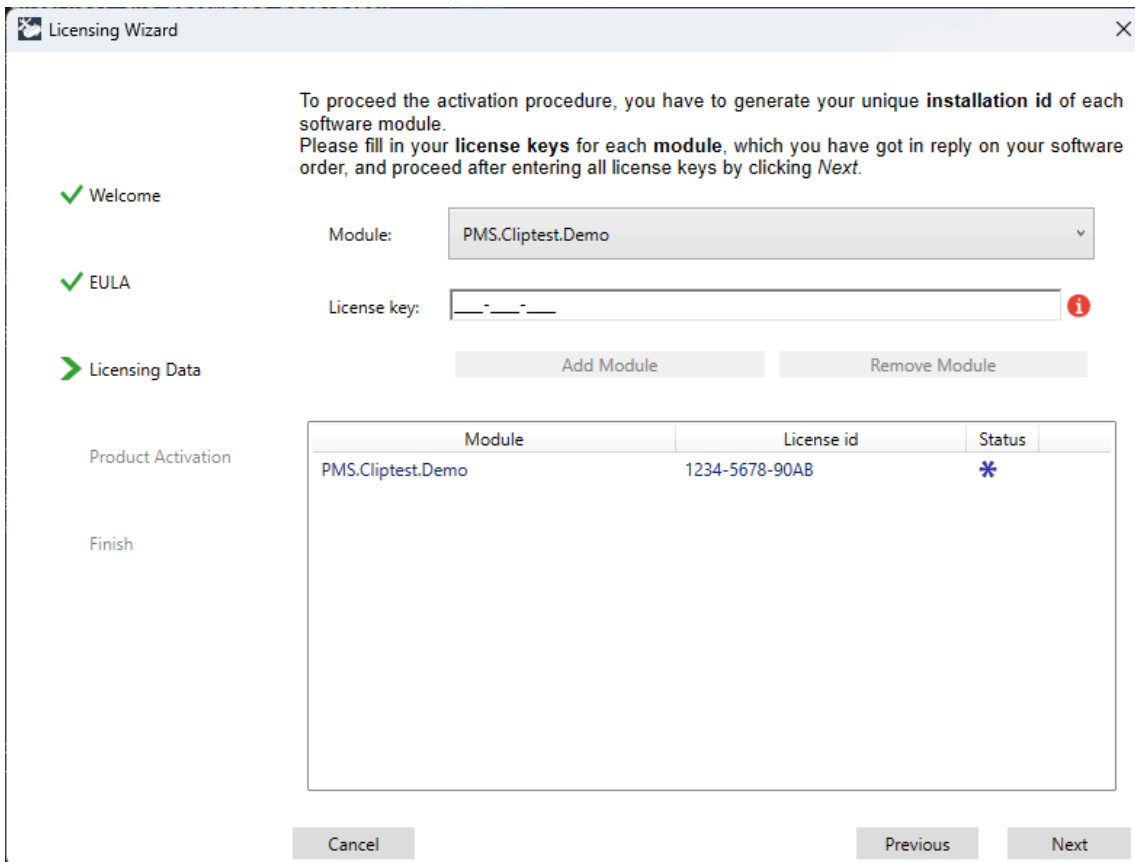 Licensing Wizard
To proceed the activation procedure, you have to generate your unique installation id of each
software module.
Please fill in your license keys for each module, which you have got in reply on your software
order, and proceed after entering all license keys by clicking Next.
Welcome
Module: PMS.Cliptest.Demo
EULA
License key: ___-___-___
Licensing Data
Add Module Remove Module
Module License id Status
Product Activation
PMS.Cliptest.Demo 1234-5678-90AB *
Finish
Cancel Previous Next